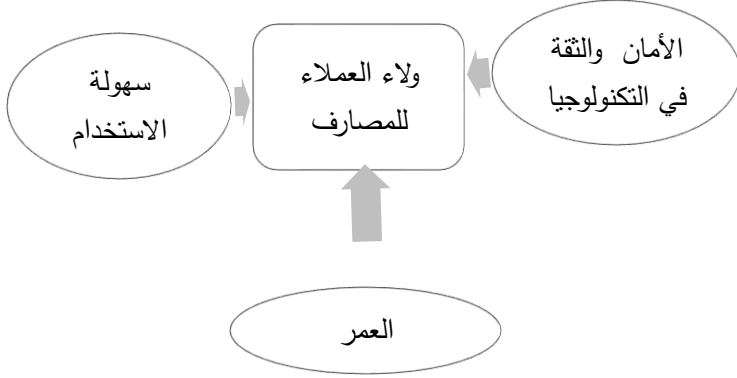 الأمان والثقة
في التكنولوجيا
ولاء العملاء
للمصارف
سهولة
الاستخدام
العمر